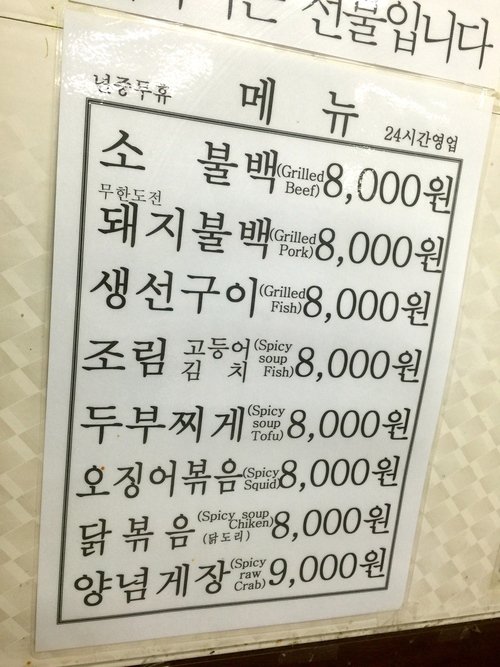 선불입니다
년중무휴 메 뉴 24시간영업
소 불백(Grilled Beef)8,000원
무한도전
돼지불백(Grilled Pork)8,000원
생선구이(Grilled Fish)8,000원
조림 고등어 김 치 (Spicy soup Fish)8,000원
두부찌게(Spicy soup Tofu)8,000원
오징어볶음(Spicy Squid)8,000원
닭볶음(Spicy soup Chiken)(닭도리)8,000원
양념게장(Spicy raw Crab)9,000원